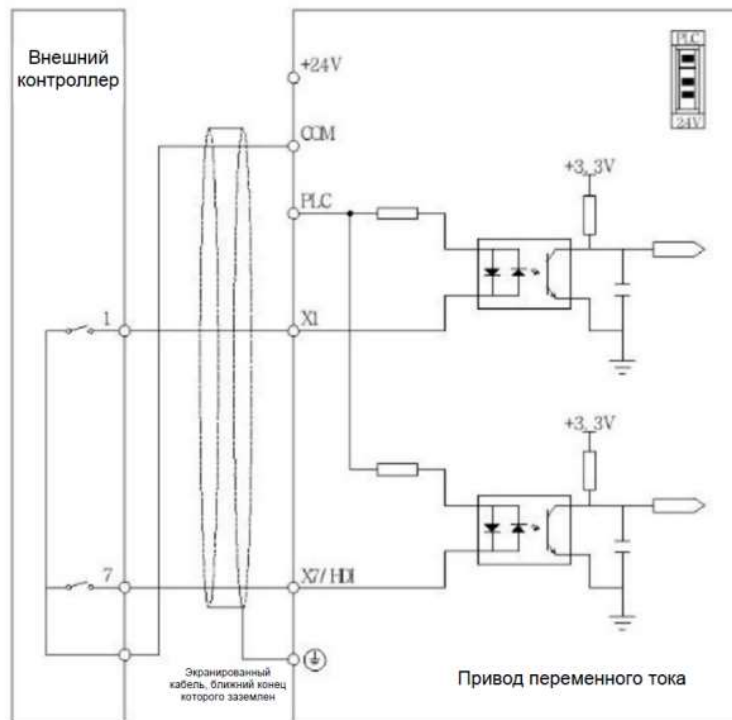 Внешний
контроллер
+24V
PLC
24V
COM
+3,3V
PLC
1
X1
+3,3V
7
X7/HDI
Экранированный
кабель, ближний конец
которого заземлен
Привод переменного тока